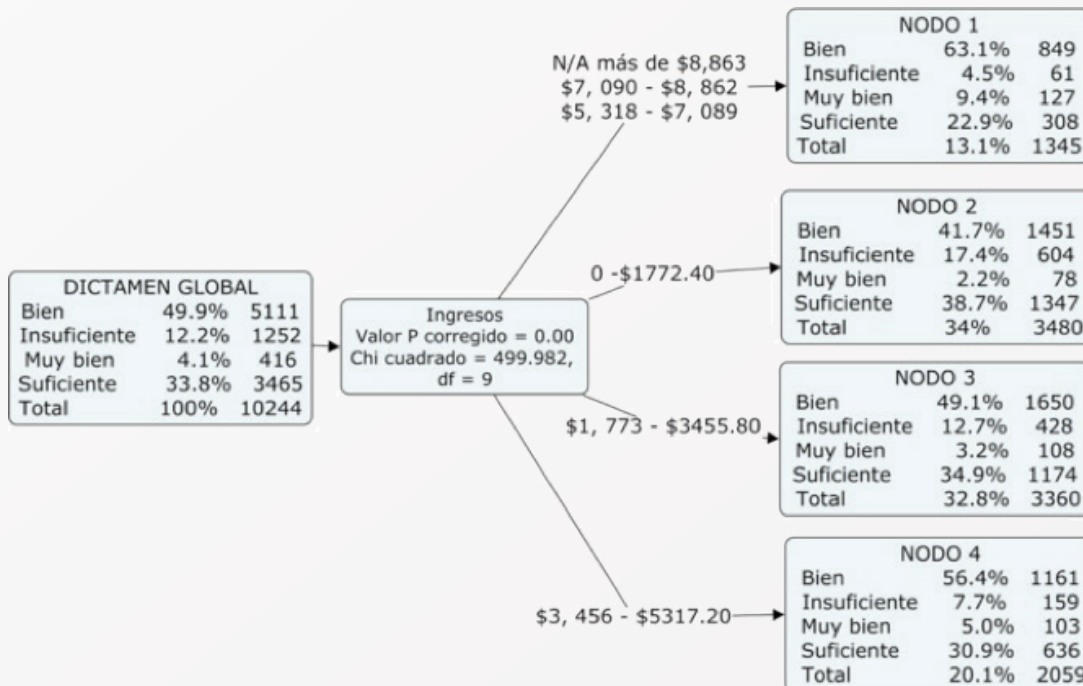 DICTAMEN GLOBAL
Bien 49.9% 5111
Insuficiente 12.2% 1252
Muy bien 4.1% 416
Suficiente 33.8% 3465
Total 100% 10244
Ingresos
Valor P corregido = 0.00
Chi cuadrado = 499.982,
df = 9
N/A más de $8,863
$7, 090 - $8, 862
$5, 318 - $7, 089
NODO 1
Bien 63.1% 849
Insuficiente 4.5% 61
Muy bien 9.4% 127
Suficiente 22.9% 308
Total 13.1% 1345
0 -$1772.40
NODO 2
Bien 41.7% 1451
Insuficiente 17.4% 604
Muy bien 2.2% 78
Suficiente 38.7% 1347
Total 34% 3480
$1, 773 - $3455.80
NODO 3
Bien 49.1% 1650
Insuficiente 12.7% 428
Muy bien 3.2% 108
Suficiente 34.9% 1174
Total 32.8% 3360
$3, 456 - $5317.20
NODO 4
Bien 56.4% 1161
Insuficiente 7.7% 159
Muy bien 5.0% 103
Suficiente 30.9% 636
Total 20.1% 2059